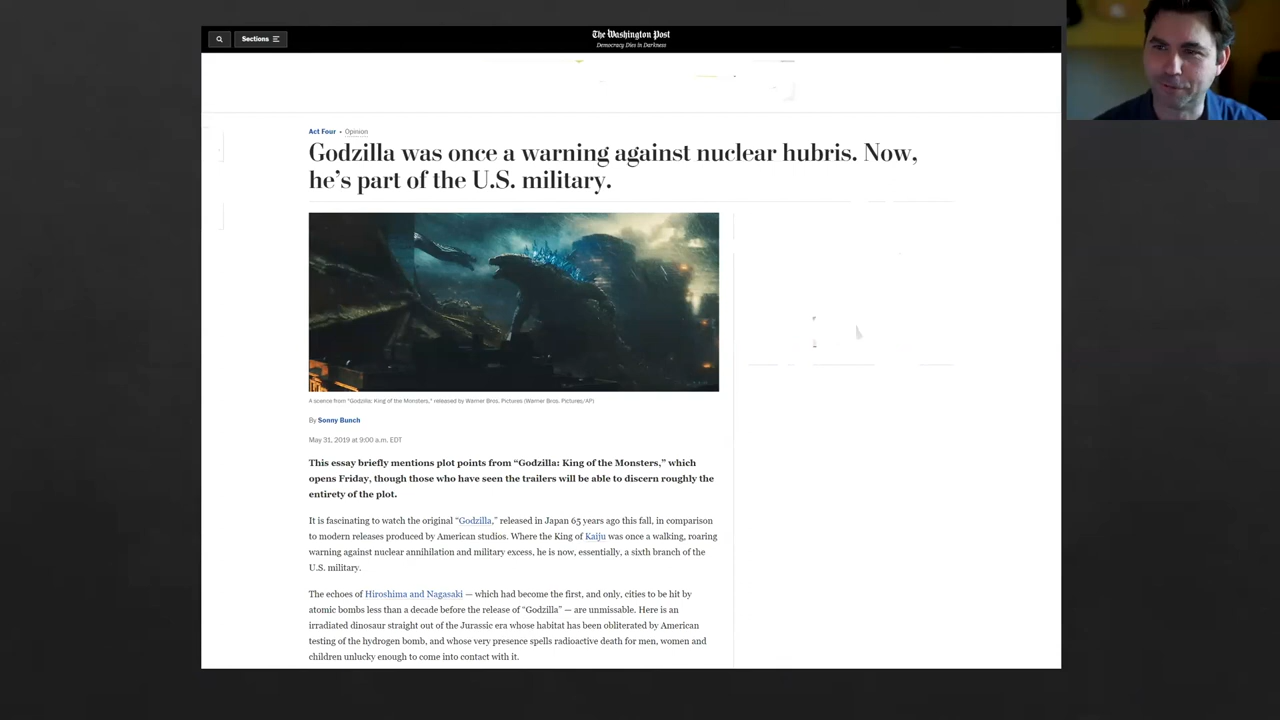 Sections
The Washington Post
Democracy Dies in Darkness
Act Four • Opinion
Godzilla was once a warning against nuclear hubris. Now,
he's part of the U.S. military.
A scence from "Godzilla: King of the Monsters," released by Warner Bros. Pictures (Warner Bros. Pictures/AP)
By Sonny Bunch
May 31, 2019 at 9:00 a.m. EDT
This essay briefly mentions plot points from “Godzilla: King of the Monsters,” which
opens Friday, though those who have seen the trailers will be able to discern roughly the
entirety of the plot.
It is fascinating to watch the original “Godzilla,” released in Japan 65 years ago this fall, in comparison
to modern releases produced by American studios. Where the King of Kaiju was once a walking, roaring
warning against nuclear annihilation and military excess, he is now, essentially, a sixth branch of the
U.S. military.
The echoes of Hiroshima and Nagasaki — which had become the first, and only, cities to be hit by
atomic bombs less than a decade before the release of “Godzilla” — are unmissable. Here is an
irradiated dinosaur straight out of the Jurassic era whose habitat has been obliterated by American
testing of the hydrogen bomb, and whose very presence spells radioactive death for men, women and
children unlucky enough to come into contact with it.